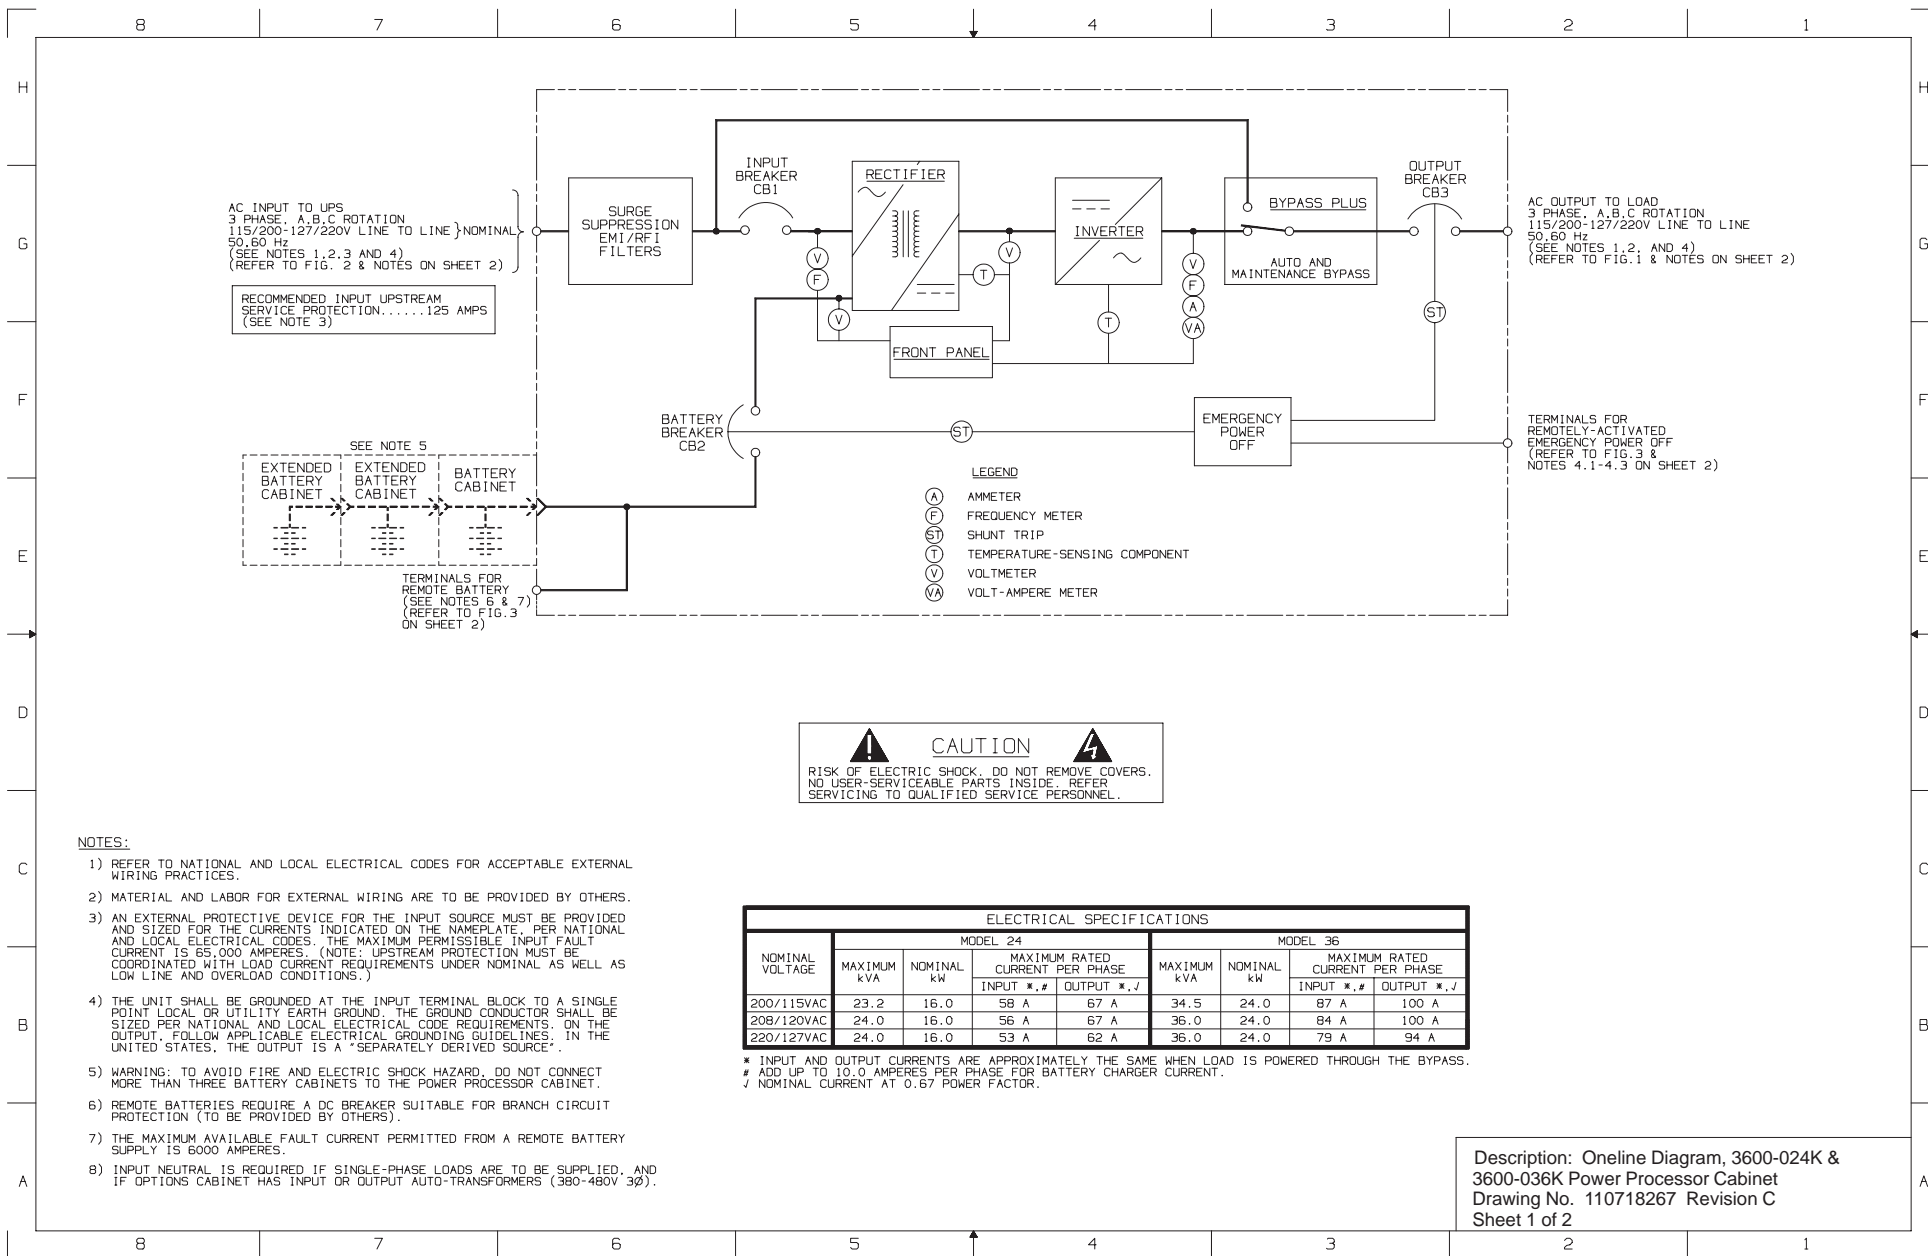 8 7 6 5 4 3 2 1
H H
G G
F F
E E
D D
C C
B B
A A
AC INPUT TO UPS
3 PHASE, A,B,C ROTATION
115/200-127/220V LINE TO LINE } NOMINAL
50,60 Hz
(SEE NOTES 1,2,3 AND 4)
(REFER TO FIG. 2 & NOTES ON SHEET 2)
RECOMMENDED INPUT UPSTREAM
SERVICE PROTECTION......125 AMPS
(SEE NOTE 3)
SURGE
SUPPRESSION
EMI/RFI
FILTERS
INPUT
BREAKER
CB1
RECTIFIER
INVERTER
BYPASS PLUS
AUTO AND
MAINTENANCE BYPASS
OUTPUT
BREAKER
CB3
AC OUTPUT TO LOAD
3 PHASE, A,B,C ROTATION
115/200-127/220V LINE TO LINE
50,60 Hz
(SEE NOTES 1,2, AND 4)
(REFER TO FIG.1 & NOTES ON SHEET 2)
V
F
V
V
T
T
V
F
A
VA
ST
FRONT PANEL
BATTERY
BREAKER
CB2
ST
EMERGENCY
POWER
OFF
TERMINALS FOR
REMOTELY-ACTIVATED
EMERGENCY POWER OFF
(REFER TO FIG.3 &
NOTES 4.1-4.3 ON SHEET 2)
SEE NOTE 5
EXTENDED
BATTERY
CABINET
EXTENDED
BATTERY
CABINET
BATTERY
CABINET
TERMINALS FOR
REMOTE BATTERY
(SEE NOTES 6 & 7)
(REFER TO FIG.3
ON SHEET 2)
LEGEND
A AMMETER
F FREQUENCY METER
ST SHUNT TRIP
T TEMPERATURE-SENSING COMPONENT
V VOLTMETER
VA VOLT-AMPERE METER
CAUTION
RISK OF ELECTRIC SHOCK. DO NOT REMOVE COVERS.
NO USER-SERVICEABLE PARTS INSIDE. REFER
SERVICING TO QUALIFIED SERVICE PERSONNEL.
NOTES:
1) REFER TO NATIONAL AND LOCAL ELECTRICAL CODES FOR ACCEPTABLE EXTERNAL
WIRING PRACTICES.
2) MATERIAL AND LABOR FOR EXTERNAL WIRING ARE TO BE PROVIDED BY OTHERS.
3) AN EXTERNAL PROTECTIVE DEVICE FOR THE INPUT SOURCE MUST BE PROVIDED
AND SIZED FOR THE CURRENTS INDICATED ON THE NAMEPLATE, PER NATIONAL
AND LOCAL ELECTRICAL CODES. THE MAXIMUM PERMISSIBLE INPUT FAULT
CURRENT IS 65,000 AMPERES. (NOTE: UPSTREAM PROTECTION MUST BE
COORDINATED WITH LOAD CURRENT REQUIREMENTS UNDER NOMINAL AS WELL AS
LOW LINE AND OVERLOAD CONDITIONS.)
4) THE UNIT SHALL BE GROUNDED AT THE INPUT TERMINAL BLOCK TO A SINGLE
POINT LOCAL OR UTILITY EARTH GROUND. THE GROUND CONDUCTOR SHALL BE
SIZED PER NATIONAL AND LOCAL ELECTRICAL CODE REQUIREMENTS. ON THE
OUTPUT, FOLLOW APPLICABLE ELECTRICAL GROUNDING GUIDELINES. IN THE
UNITED STATES, THE OUTPUT IS A "SEPARATELY DERIVED SOURCE".
5) WARNING: TO AVOID FIRE AND ELECTRIC SHOCK HAZARD, DO NOT CONNECT
MORE THAN THREE BATTERY CABINETS TO THE POWER PROCESSOR CABINET.
6) REMOTE BATTERIES REQUIRE A DC BREAKER SUITABLE FOR BRANCH CIRCUIT
PROTECTION (TO BE PROVIDED BY OTHERS).
7) THE MAXIMUM AVAILABLE FAULT CURRENT PERMITTED FROM A REMOTE BATTERY
SUPPLY IS 6000 AMPERES.
8) INPUT NEUTRAL IS REQUIRED IF SINGLE-PHASE LOADS ARE TO BE SUPPLIED, AND
IF OPTIONS CABINET HAS INPUT OR OUTPUT AUTO-TRANSFORMERS (380-480V 3Ø).
ELECTRICAL SPECIFICATIONS
NOMINAL VOLTAGE MODEL 24 MODEL 36
MAXIMUM kVA NOMINAL kW MAXIMUM RATED CURRENT PER PHASE MAXIMUM kVA NOMINAL kW MAXIMUM RATED CURRENT PER PHASE
INPUT *,# OUTPUT *,√ INPUT *,# OUTPUT *,√
200/115VAC 23.2 16.0 58 A 67 A 34.5 24.0 87 A 100 A
208/120VAC 24.0 16.0 56 A 67 A 36.0 24.0 84 A 100 A
220/127VAC 24.0 16.0 53 A 62 A 36.0 24.0 79 A 94 A
* INPUT AND OUTPUT CURRENTS ARE APPROXIMATELY THE SAME WHEN LOAD IS POWERED THROUGH THE BYPASS.
# ADD UP TO 10.0 AMPERES PER PHASE FOR BATTERY CHARGER CURRENT.
√ NOMINAL CURRENT AT 0.67 POWER FACTOR.
Description: Oneline Diagram, 3600-024K &
3600-036K Power Processor Cabinet
Drawing No. 110718267 Revision C
Sheet 1 of 2
8 7 6 5 4 3 2 1